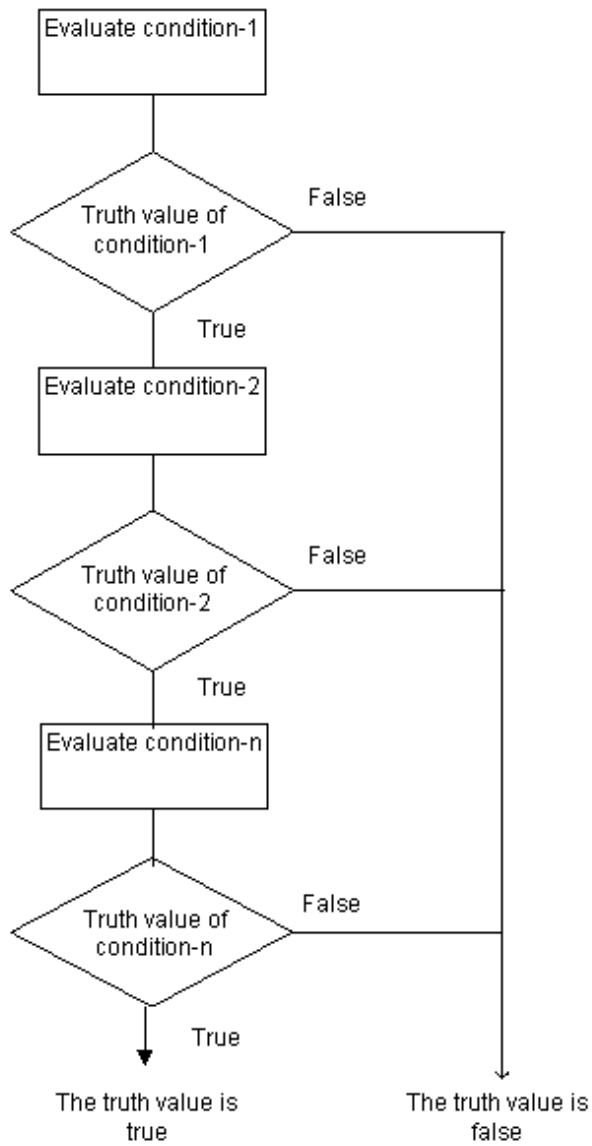 Evaluate condition-1
Truth value of
condition-1
False
True
Evaluate condition-2
Truth value of
condition-2
False
True
Evaluate condition-n
Truth value of
condition-n
False
True
The truth value is
true
The truth value is
false